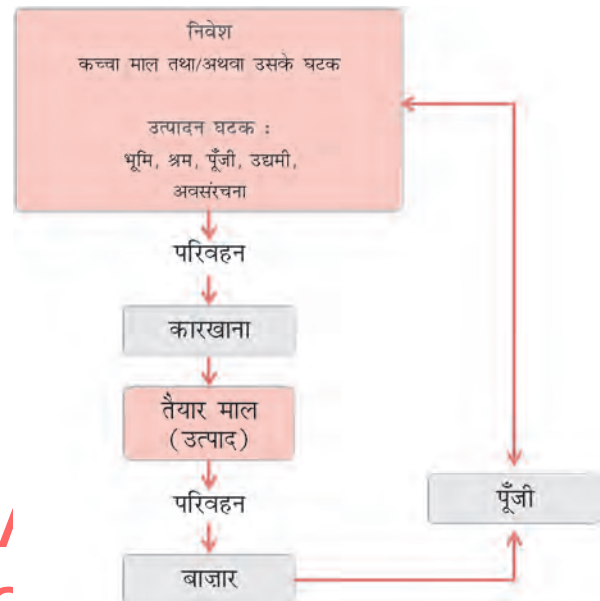 निवेश
कच्चा माल तथा/अथवा उसके घटक
उत्पादन घटक :
भूमि, श्रम, पूँजी, उद्यमी,
अवसंरचना
परिवहन
कारखाना
तैयार माल
(उत्पाद)
परिवहन
पूँजी
बाज़ार